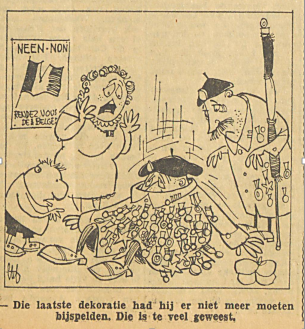 NEEN-NON
RENDEZ VOUS
DE 1 BELGE
— Die laatste dekoratie had hij er niet meer moeten
bijspelden. Die is te veel geweest.